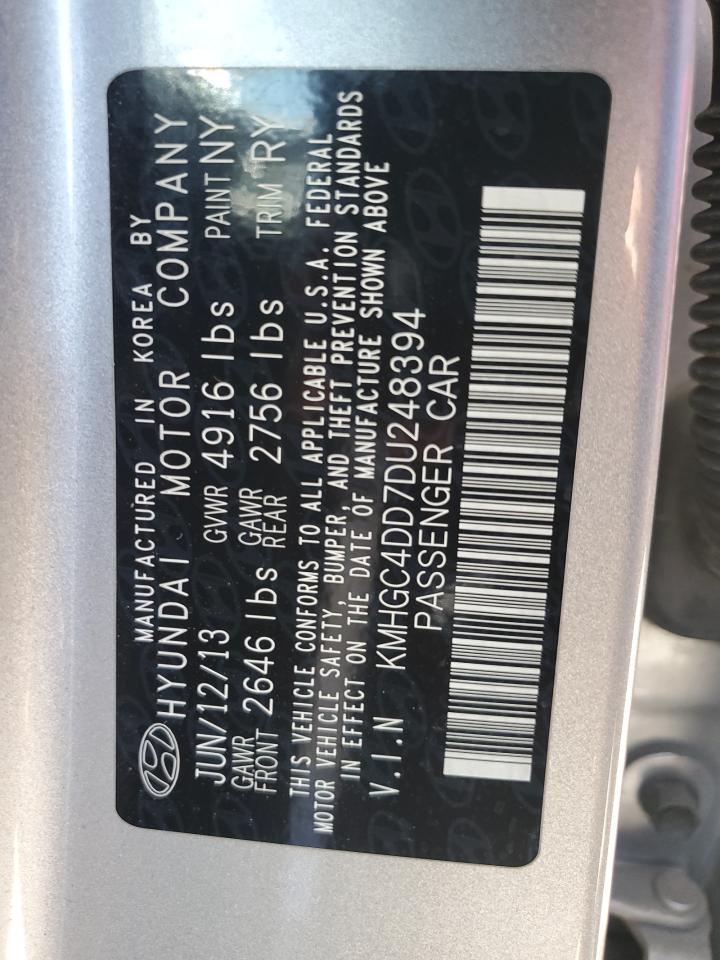 MANUFACTURED IN KOREA BY
HYUNDAI MOTOR COMPANY
JUN/12/13 GVWR 4916 lbs PAINT NY
GAWR FRONT 2646 lbs GAWR REAR 2756 lbs TRIM RY
THIS VEHICLE CONFORMS TO ALL APPLICABLE U.S.A. FEDERAL
MOTOR VEHICLE SAFETY, BUMPER, AND THEFT PREVENTION STANDARDS
IN EFFECT ON THE DATE OF MANUFACTURE SHOWN ABOVE
V.I.N KMHGC4DD7DU248394
PASSENGER CAR